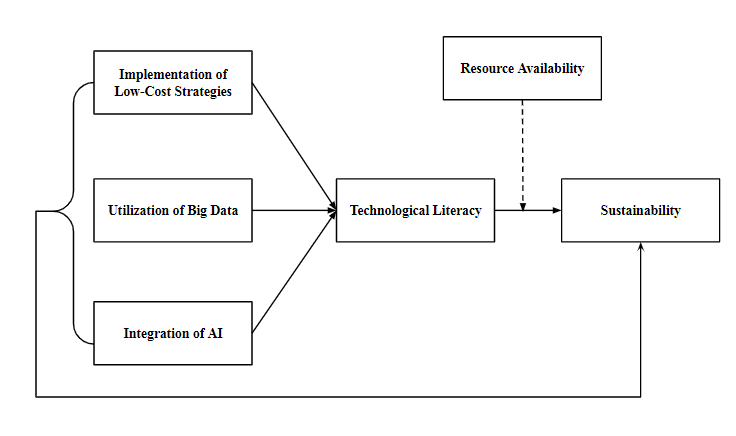 Implementation of
Low-Cost Strategies
Resource Availability
Utilization of Big Data
Technological Literacy
Sustainability
Integration of AI